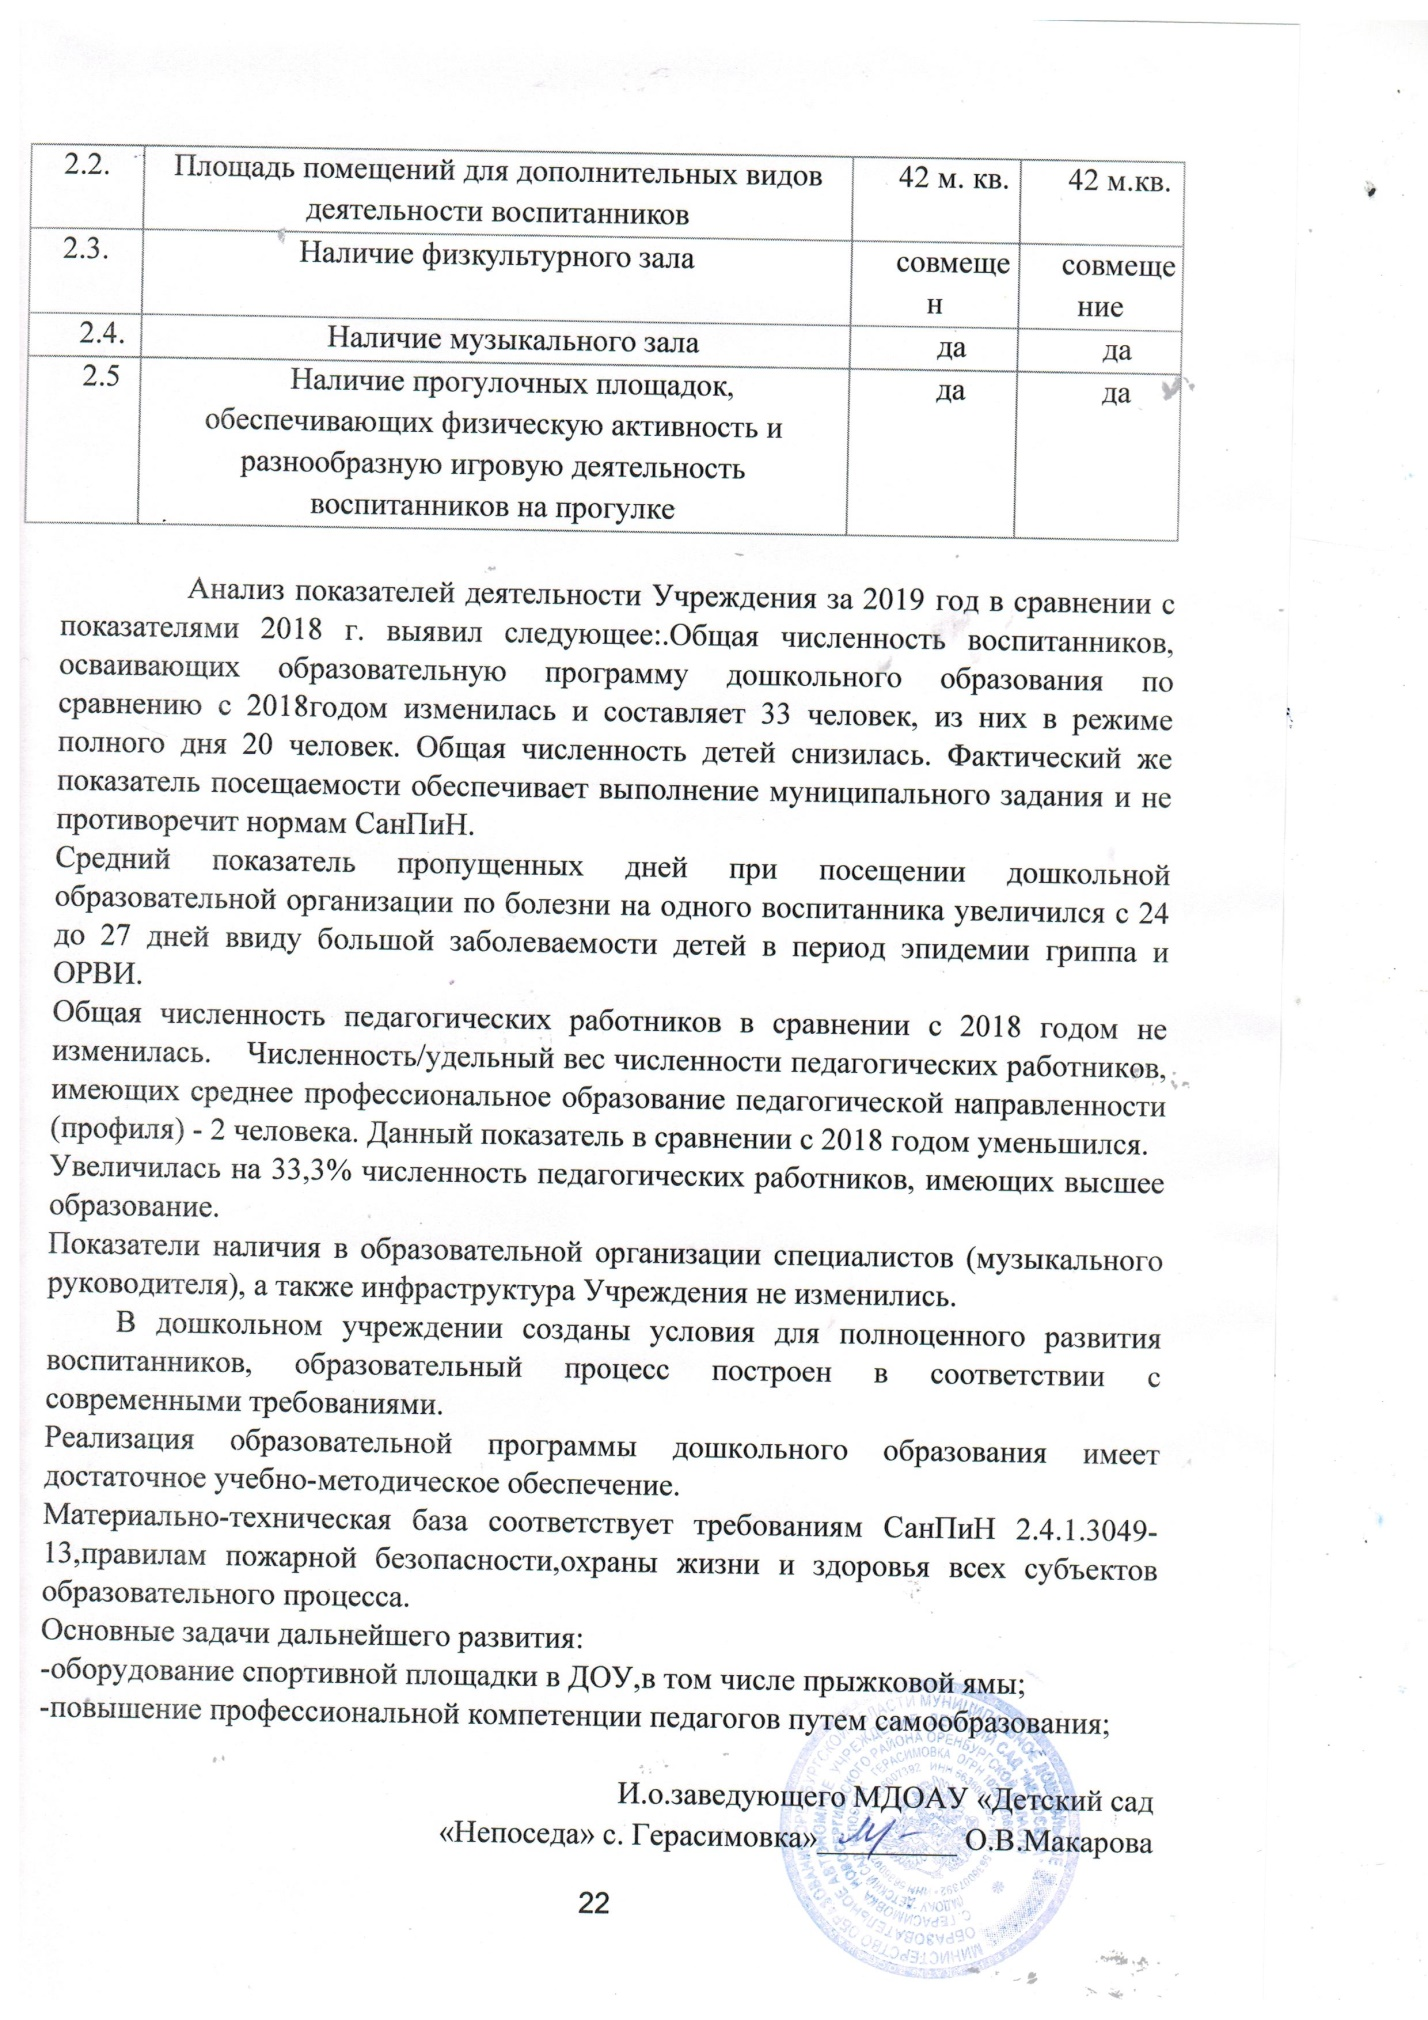 2.2. Площадь помещений для дополнительных видов 42 м. кв. 42 м.кв.
деятельности воспитанников
2.3. Наличие физкультурного зала совмеще совмеще
н ние
2.4. Наличие музыкального зала да да
2.5 Наличие прогулочных площадок, да да
обеспечивающих физическую активность и
разнообразную игровую деятельность
воспитанников на прогулке
Анализ показателей деятельности Учреждения за 2019 год в сравнении с
показателями 2018 г. выявил следующее:.Общая численность воспитанников,
осваивающих образовательную программу дошкольного образования по
сравнению с 2018годом изменилась и составляет 33 человек, из них в режиме
полного дня 20 человек. Общая численность детей снизилась. Фактический же
показатель посещаемости обеспечивает выполнение муниципального задания и не
противоречит нормам СанПиН.
Средний показатель пропущенных дней при посещении дошкольной
образовательной организации по болезни на одного воспитанника увеличился с 24
до 27 дней ввиду большой заболеваемости детей в период эпидемии гриппа и
ОРВИ.
Общая численность педагогических работников в сравнении с 2018 годом не
изменилась. Численность/удельный вес численности педагогических работников,
имеющих среднее профессиональное образование педагогической направленности
(профиля) - 2 человека. Данный показатель в сравнении с 2018 годом уменьшился.
Увеличилась на 33,3% численность педагогических работников, имеющих высшее
образование.
Показатели наличия в образовательной организации специалистов (музыкального
руководителя), а также инфраструктура Учреждения не изменились.
В дошкольном учреждении созданы условия для полноценного развития
воспитанников, образовательный процесс построен в соответствии с
современными требованиями.
Реализация образовательной программы дошкольного образования имеет
достаточное учебно-методическое обеспечение.
Материально-техническая база соответствует требованиям СанПиН 2.4.1.3049-
13,правилам пожарной безопасности,охраны жизни и здоровья всех субъектов
образовательного процесса.
Основные задачи дальнейшего развития:
-оборудование спортивной площадки в ДОУ,в том числе прыжковой ямы;
-повышение профессиональной компетенции педагогов путем самообразования;
И.о.заведующего МДОАУ «Детский сад
«Непоседа» с. Герасимовка»__________ О.В.Макарова
22